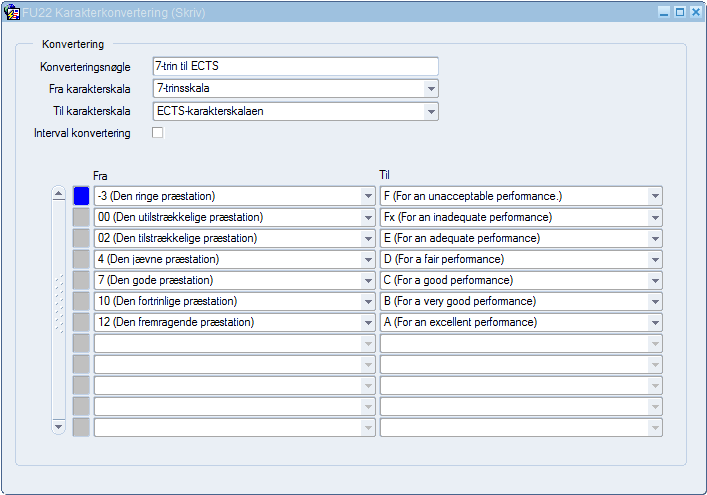 FU22 Karakterkonvertering (Skriv)
Konvertering
Konverteringsnøgle 7-trin til ECTS
Fra karakterskala 7-trinsskala
Til karakterskala ECTS-karakterskalaen
Interval konvertering
Fra Til
-3 (Den ringe præstation) F (For an unacceptable performance.)
00 (Den utilstrækkelige præstation) Fx (For an inadequate performance)
02 (Den tilstrækkelige præstation) E (For an adequate performance)
4 (Den jævne præstation) D (For a fair performance)
7 (Den gode præstation) C (For a good performance)
10 (Den fortrinlige præstation) B (For a very good performance)
12 (Den fremragende præstation) A (For an excellent performance)